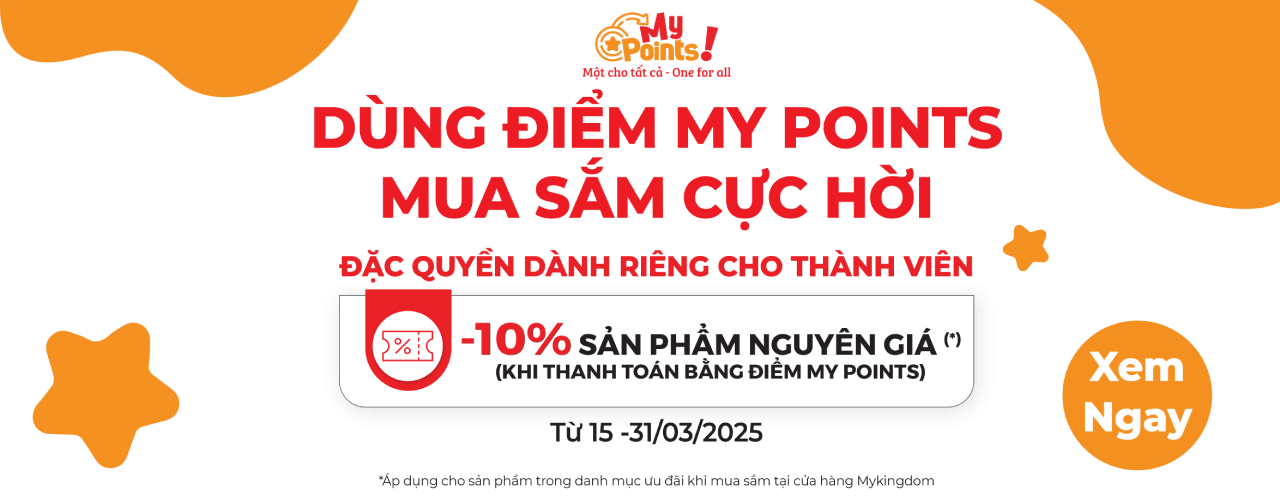 My
Points!
Một cho tất cả - One for all
DÙNG ĐIỂM MY POINTS
MUA SẮM CỰC HỜI
ĐẶC QUYỀN DÀNH RIÊNG CHO THÀNH VIÊN
-10% SẢN PHẨM NGUYÊN GIÁ (*)
(KHI THANH TOÁN BẰNG ĐIỂM MY POINTS)
Từ 15 -31/03/2025
Xem
Ngay
*Áp dụng cho sản phẩm trong danh mục ưu đãi khi mua sắm tại cửa hàng Mykingdom